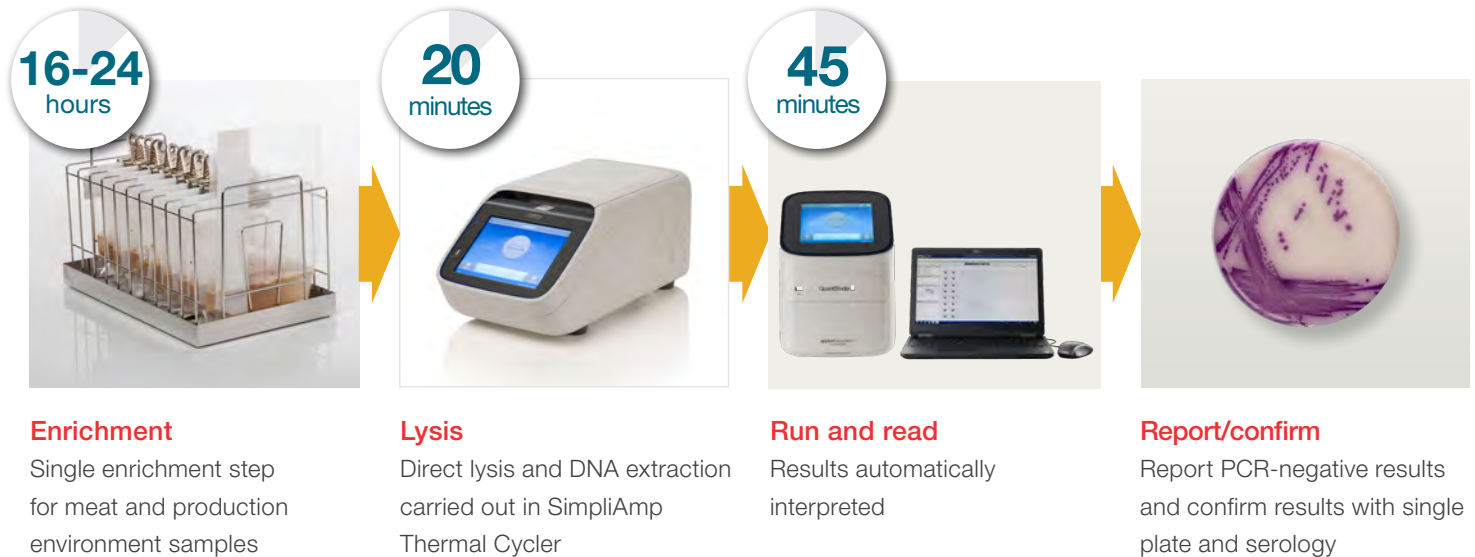 16-24
hours
20
minutes
45
minutes
QuantStudio
Enrichment
Single enrichment step
for meat and production
environment samples
Lysis
Direct lysis and DNA extraction
carried out in SimpliAmp
Thermal Cycler
Run and read
Results automatically
interpreted
Report/confirm
Report PCR-negative results
and confirm results with single
plate and serology